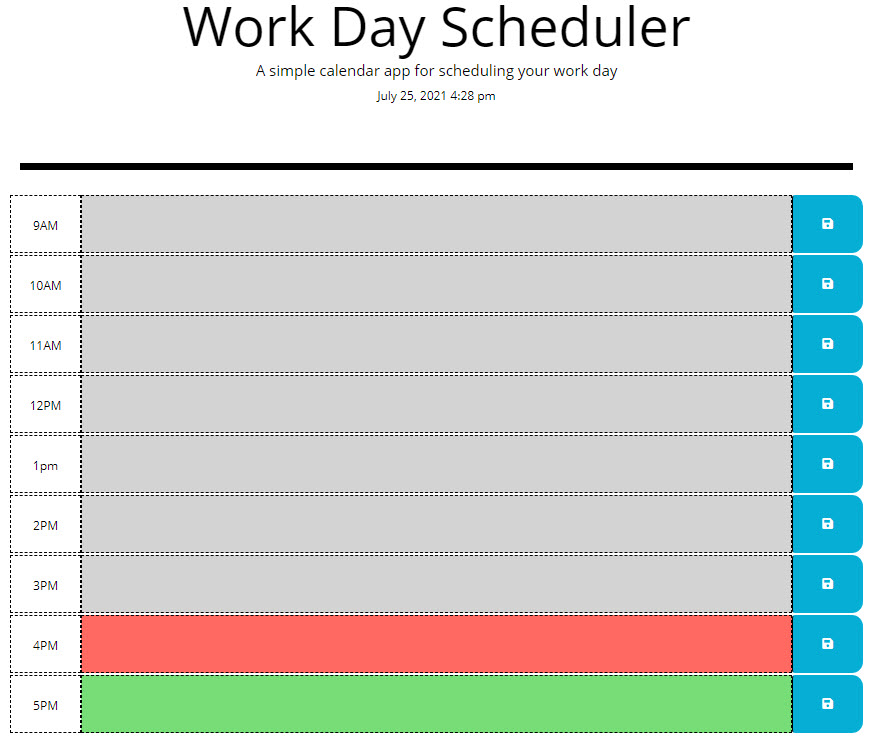 Work Day Scheduler
A simple calendar app for scheduling your work day
July 25, 2021 4:28 pm
9AM
10AM
11AM
12PM
1pm
2PM
3PM
4PM
5PM